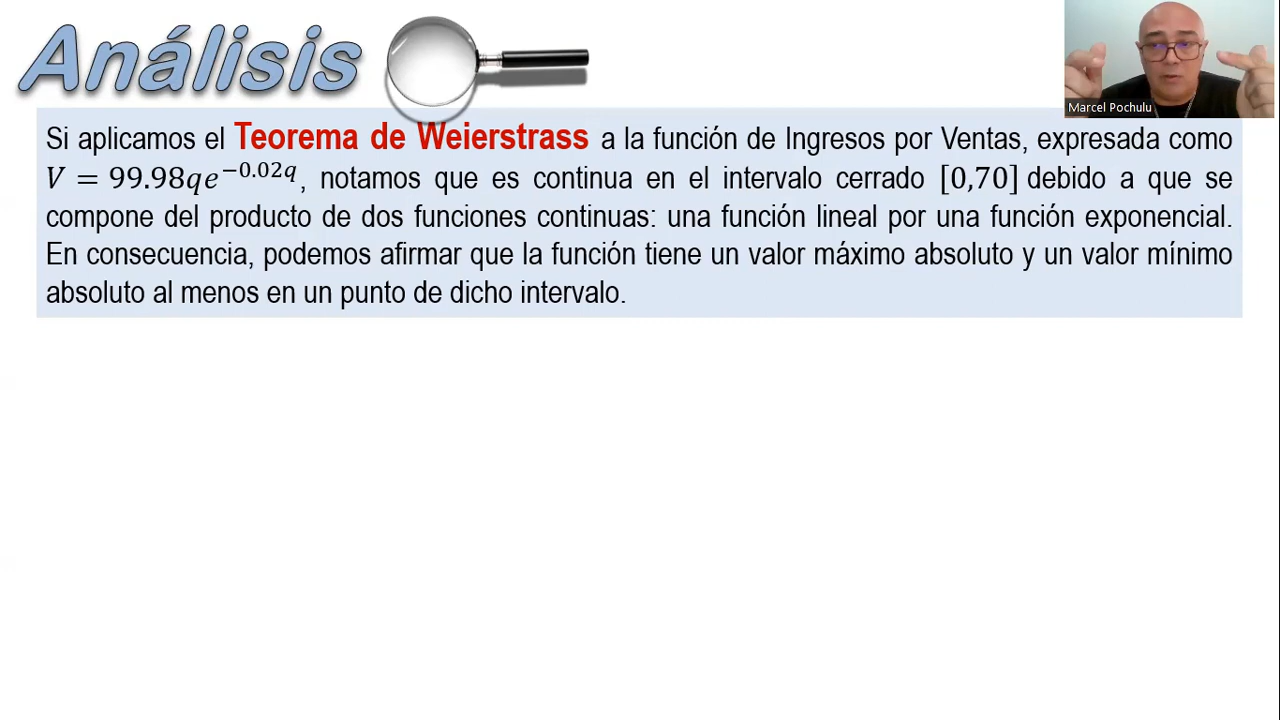 Análisis
Marcel Pochulu
Si aplicamos el Teorema de Weierstrass a la función de Ingresos por Ventas, expresada como
V = 99.98qe^{−0.02q}, notamos que es continua en el intervalo cerrado [0,70] debido a que se
compone del producto de dos funciones continuas: una función lineal por una función exponencial.
En consecuencia, podemos afirmar que la función tiene un valor máximo absoluto y un valor mínimo
absoluto al menos en un punto de dicho intervalo.